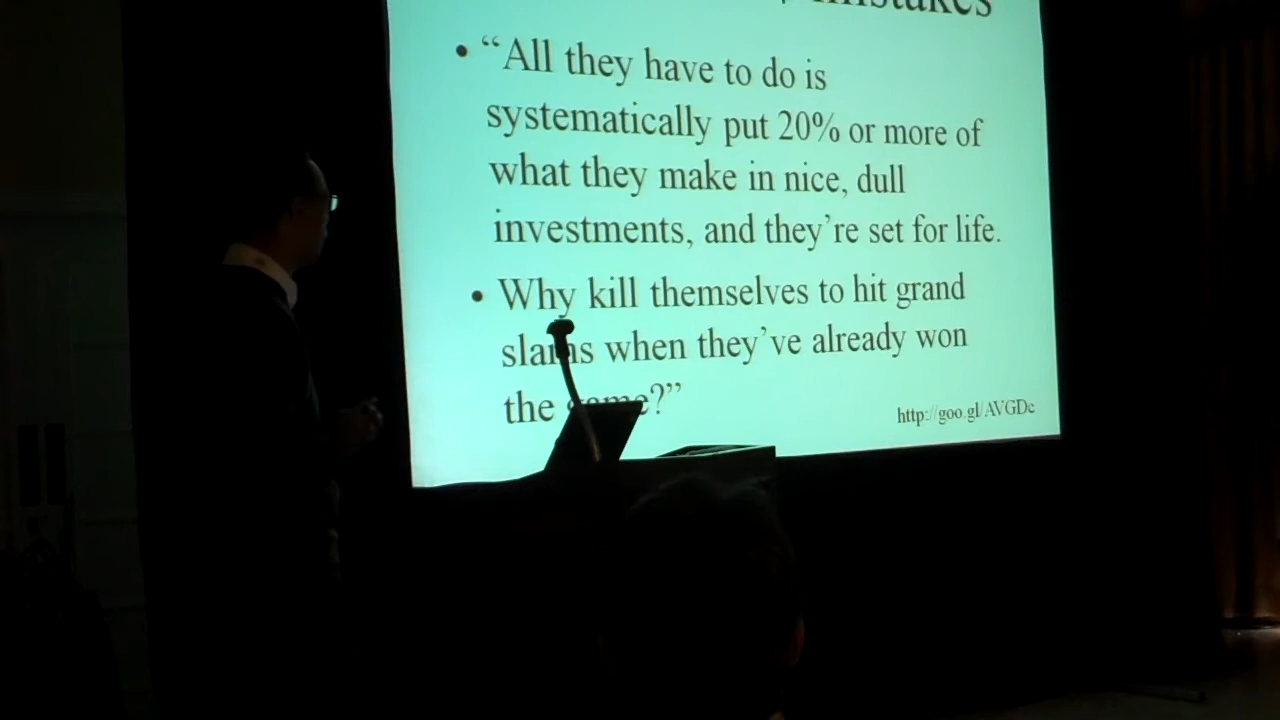 mistakes
• “All they have to do is
systematically put 20% or more of
what they make in nice, dull
investments, and they’re set for life.
• Why kill themselves to hit grand
slams when they’ve already won
the game?”
http://goo.gl/AVGDc